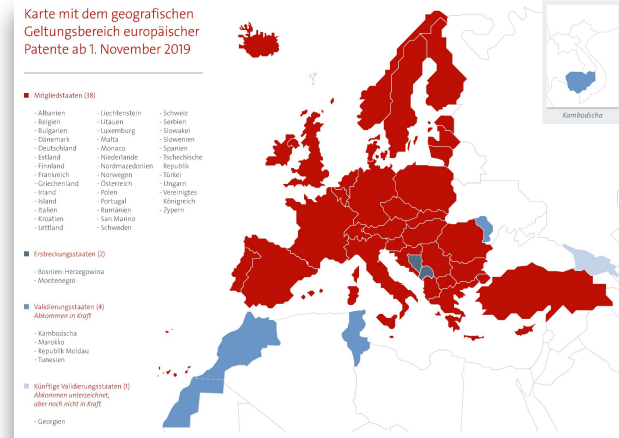 Karte mit dem geografischen
Geltungsbereich europäischer
Patente ab 1. November 2019
Mitgliedstaaten (38)
- Albanien
- Belgien
- Bulgarien
- Dänemark
- Deutschland
- Estland
- Finnland
- Frankreich
- Griechenland
- Irland
- Island
- Italien
- Kroatien
- Lettland
- Liechtenstein
- Litauen
- Luxemburg
- Malta
- Monaco
- Niederlande
- Nordmazedonien
- Norwegen
- Österreich
- Polen
- Portugal
- Rumänien
- San Marino
- Schweden
- Schweiz
- Serbien
- Slowakei
- Slowenien
- Spanien
- Tschechische
Republik
- Türkei
- Ungarn
- Vereinigtes
Königreich
- Zypern
Erstreckungsstaaten (2)
- Bosnien-Herzegowina
- Montenegro
Validierungsstaaten (4)
Abkommen in Kraft
- Kambodscha
- Marokko
- Republik Moldau
- Tunesien
Künftige Validierungsstaaten (1)
Abkommen unterzeichnet,
aber noch nicht in Kraft
- Georgien
Kambodscha